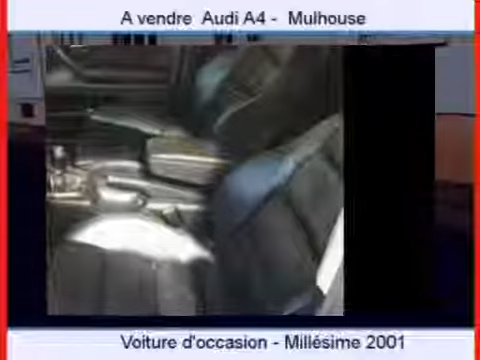 A vendre Audi A4 - Mulhouse
Voiture d'occasion - Millésime 2001